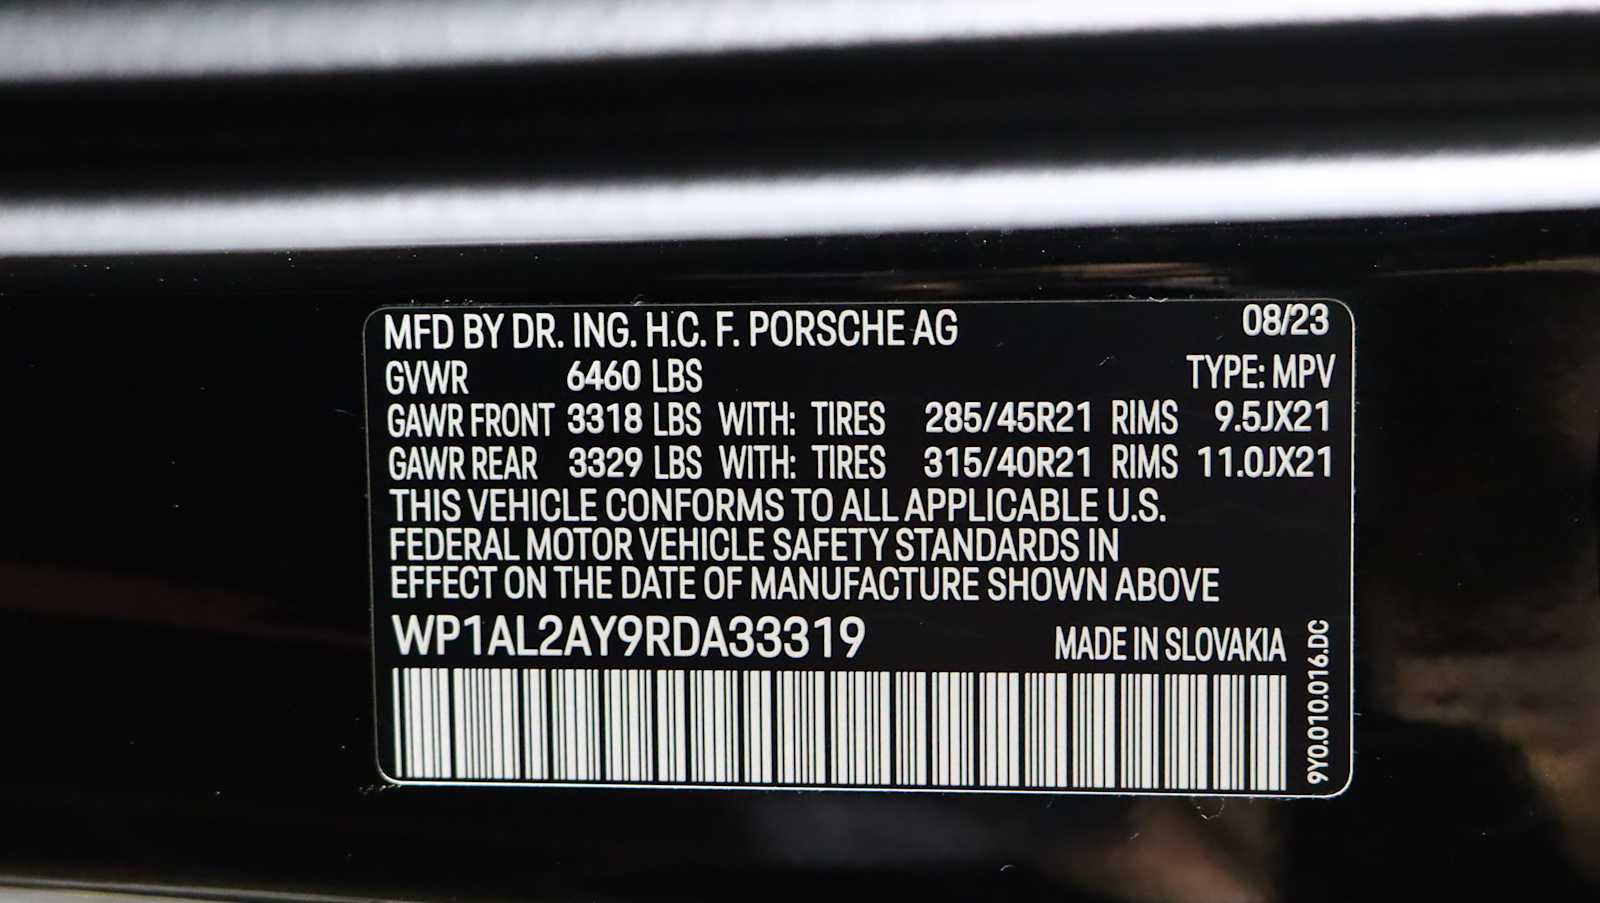 MFD BY DR. ING. H.C. F. PORSCHE AG 08/23
GVWR 6460 LBS TYPE: MPV
GAWR FRONT 3318 LBS WITH: TIRES 285/45R21 RIMS 9.5JX21
GAWR REAR 3329 LBS WITH: TIRES 315/40R21 RIMS 11.0JX21
THIS VEHICLE CONFORMS TO ALL APPLICABLE U.S.
FEDERAL MOTOR VEHICLE SAFETY STANDARDS IN
EFFECT ON THE DATE OF MANUFACTURE SHOWN ABOVE
WP1AL2AY9RDA33319 MADE IN SLOVAKIA
9Y0.010.016.DC